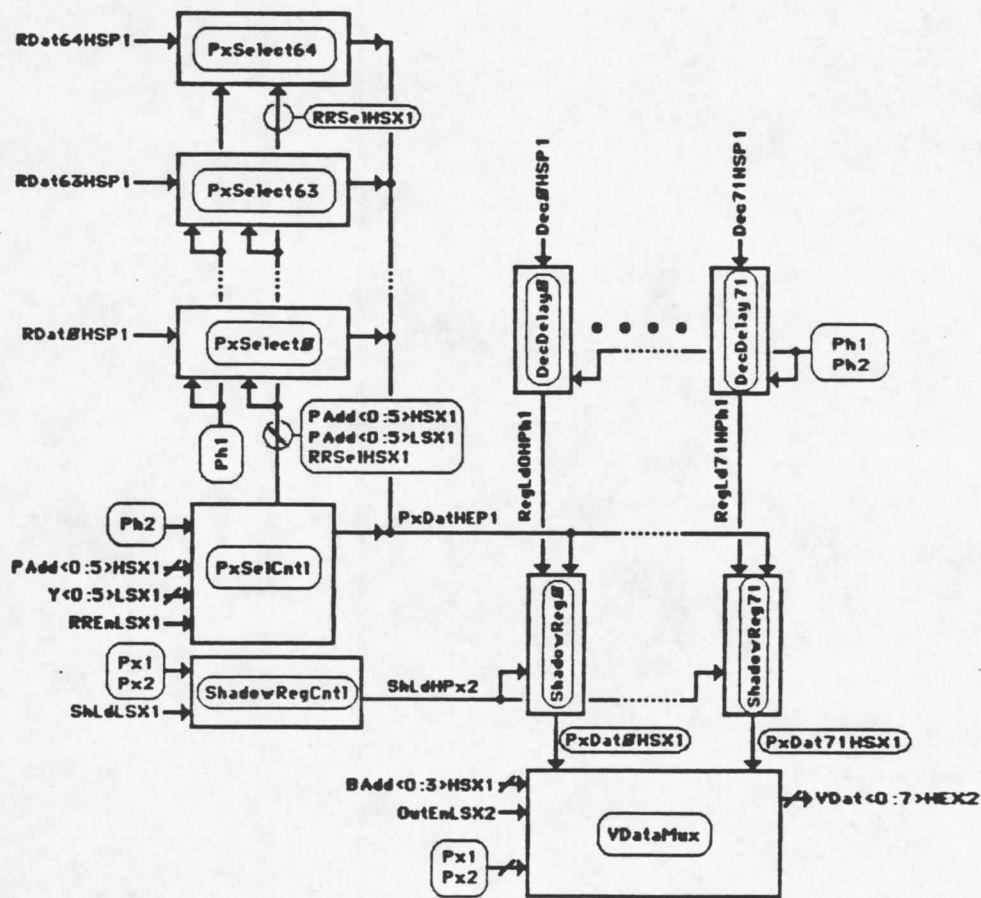 RDat64HSP1
PxSelect64
RRSelHSX1
RDat63HSP1
PxSelect63
Dec0HSP1
Dec71HSP1
RDat0HSP1
PxSelect0
DecDelay0
DecDelay71
Ph1
Ph2
PAdd<0:5>HSX1
PAdd<0:5>LSX1
RRSelHSX1
Ph1
RegLd0HPh1
RegLd71HPh1
Ph2
PxDatHEP1
PAdd<0:5>HSX1
PxSelCntl
Y<0:5>LSX1
RREnLSX1
ShadowReg0
ShadowReg71
Px1
Px2
ShadowRegCntl
ShLdHPx2
ShLdLSX1
PxDat0HSX1
PxDat71HSX1
BAdd<0:3>HSX1
VDat<0:7>HEX2
OutEnLSX2
VDataMux
Px1
Px2